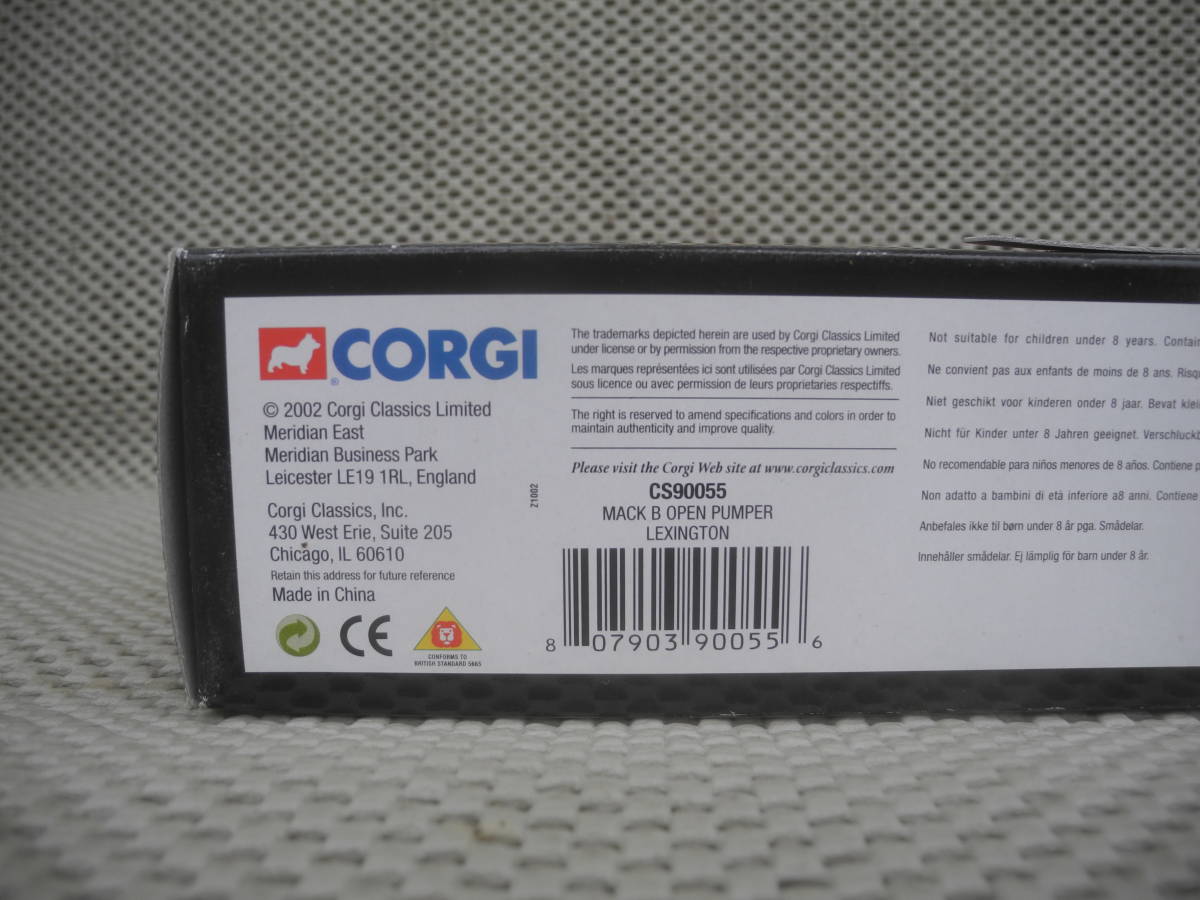 CORGI
®
© 2002 Corgi Classics Limited
Meridian East
Meridian Business Park
Leicester LE19 1RL, England
Corgi Classics, Inc.
430 West Erie, Suite 205
Chicago, IL 60610
Retain this address for future reference
Made in China
CE
CONFORMS TO
BRITISH STANDARD 5665
21002
The trademarks depicted herein are used by Corgi Classics Limited
under license or by permission from the respective proprietary owners.
Les marques représentées ici sont utilisées par Corgi Classics Limited
sous licence ou avec permission de leurs proprietaries respectiffs.
The right is reserved to amend specifications and colors in order to
maintain authenticity and improve quality.
Please visit the Corgi Web site at www.corgiclassics.com
CS90055
MACK B OPEN PUMPER
LEXINGTON
8 07903 90055 6
Not suitable for children under 8 years. Contain
Ne convient pas aux enfants de moins de 8 ans. Risq
Niet geschikt voor kinderen onder 8 jaar. Bevat klei
Nicht für Kinder unter 8 Jahren geeignet. Verschluckb
No recomendable para niños menores de 8 años. Contiene p
Non adatto a bambini di età inferiore a8 anni. Contiene
Anbefales ikke til børn under 8 år pga. Smådelar.
Innehåller smådelar. Ej lämplig för barn under 8 år.